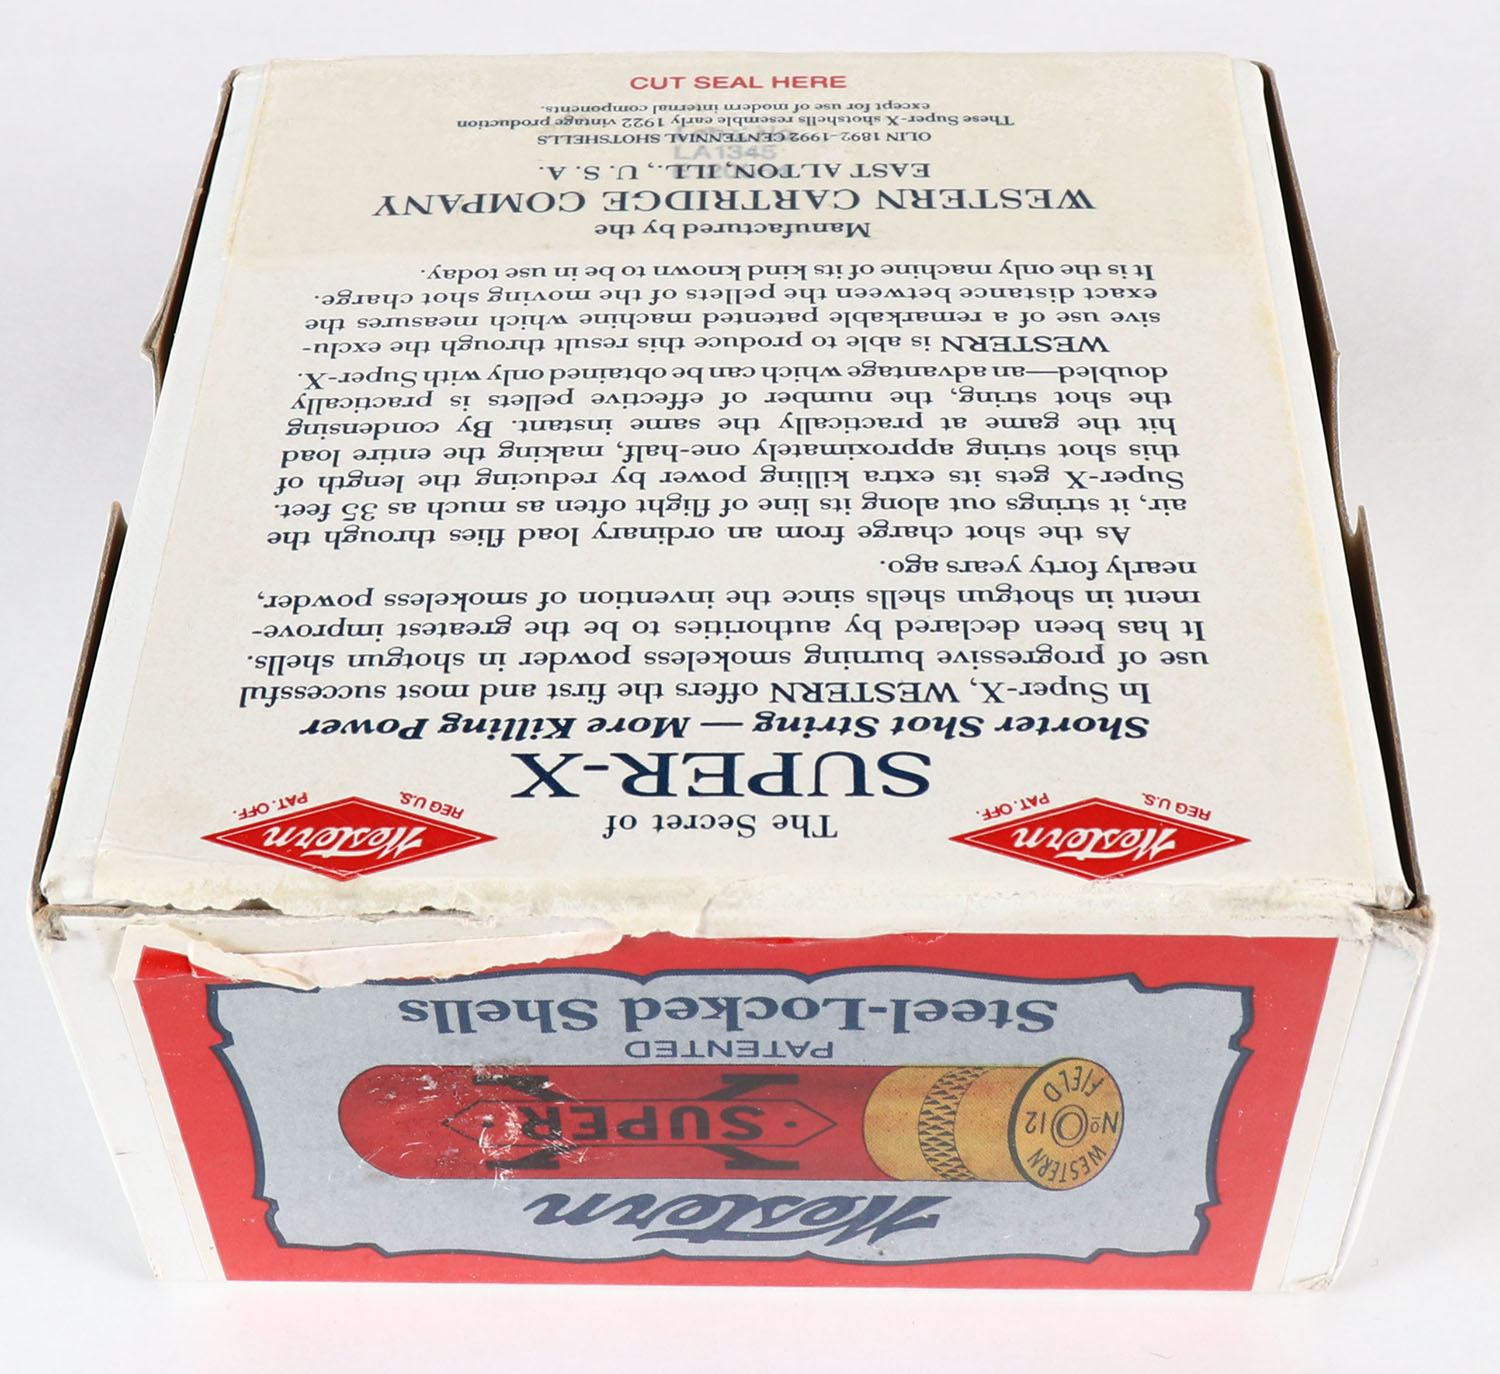 CUT SEAL HERE
Western
REG U.S. PAT. OFF.
Western
REG U.S. PAT. OFF.
The Secret of
SUPER-X
Shorter Shot String — More Killing Power
In Super-X, WESTERN offers the first and most successful
use of progressive burning smokeless powder in shotgun shells.
It has been declared by authorities to be the greatest improve-
ment in shotgun shells since the invention of smokeless powder,
nearly forty years ago.
As the shot charge from an ordinary load flies through the
air, it strings out along its line of flight often as much as 35 feet.
Super-X gets its extra killing power by reducing the length of
this shot string approximately one-half, making the entire load
hit the game at practically the same instant. By condensing
the shot string, the number of effective pellets is practically
doubled—an advantage which can be obtained only with Super-X.
WESTERN is able to produce this result through the exclu-
sive use of a remarkable patented machine which measures the
exact distance between the pellets of the moving shot charge.
It is the only machine of its kind known to be in use today.
Manufactured by the
WESTERN CARTRIDGE COMPANY
EAST ALTON, ILL., U. S. A.
OLIN 1892-1992 CENTENNIAL SHOTSHELLS
These Super-X shotshells resemble early 1922 vintage production
except for use of modern internal components.
LA1345
Western
WESTERN
No 12
FIELD
SUPER
X
PATENTED
Steel-Locked Shells